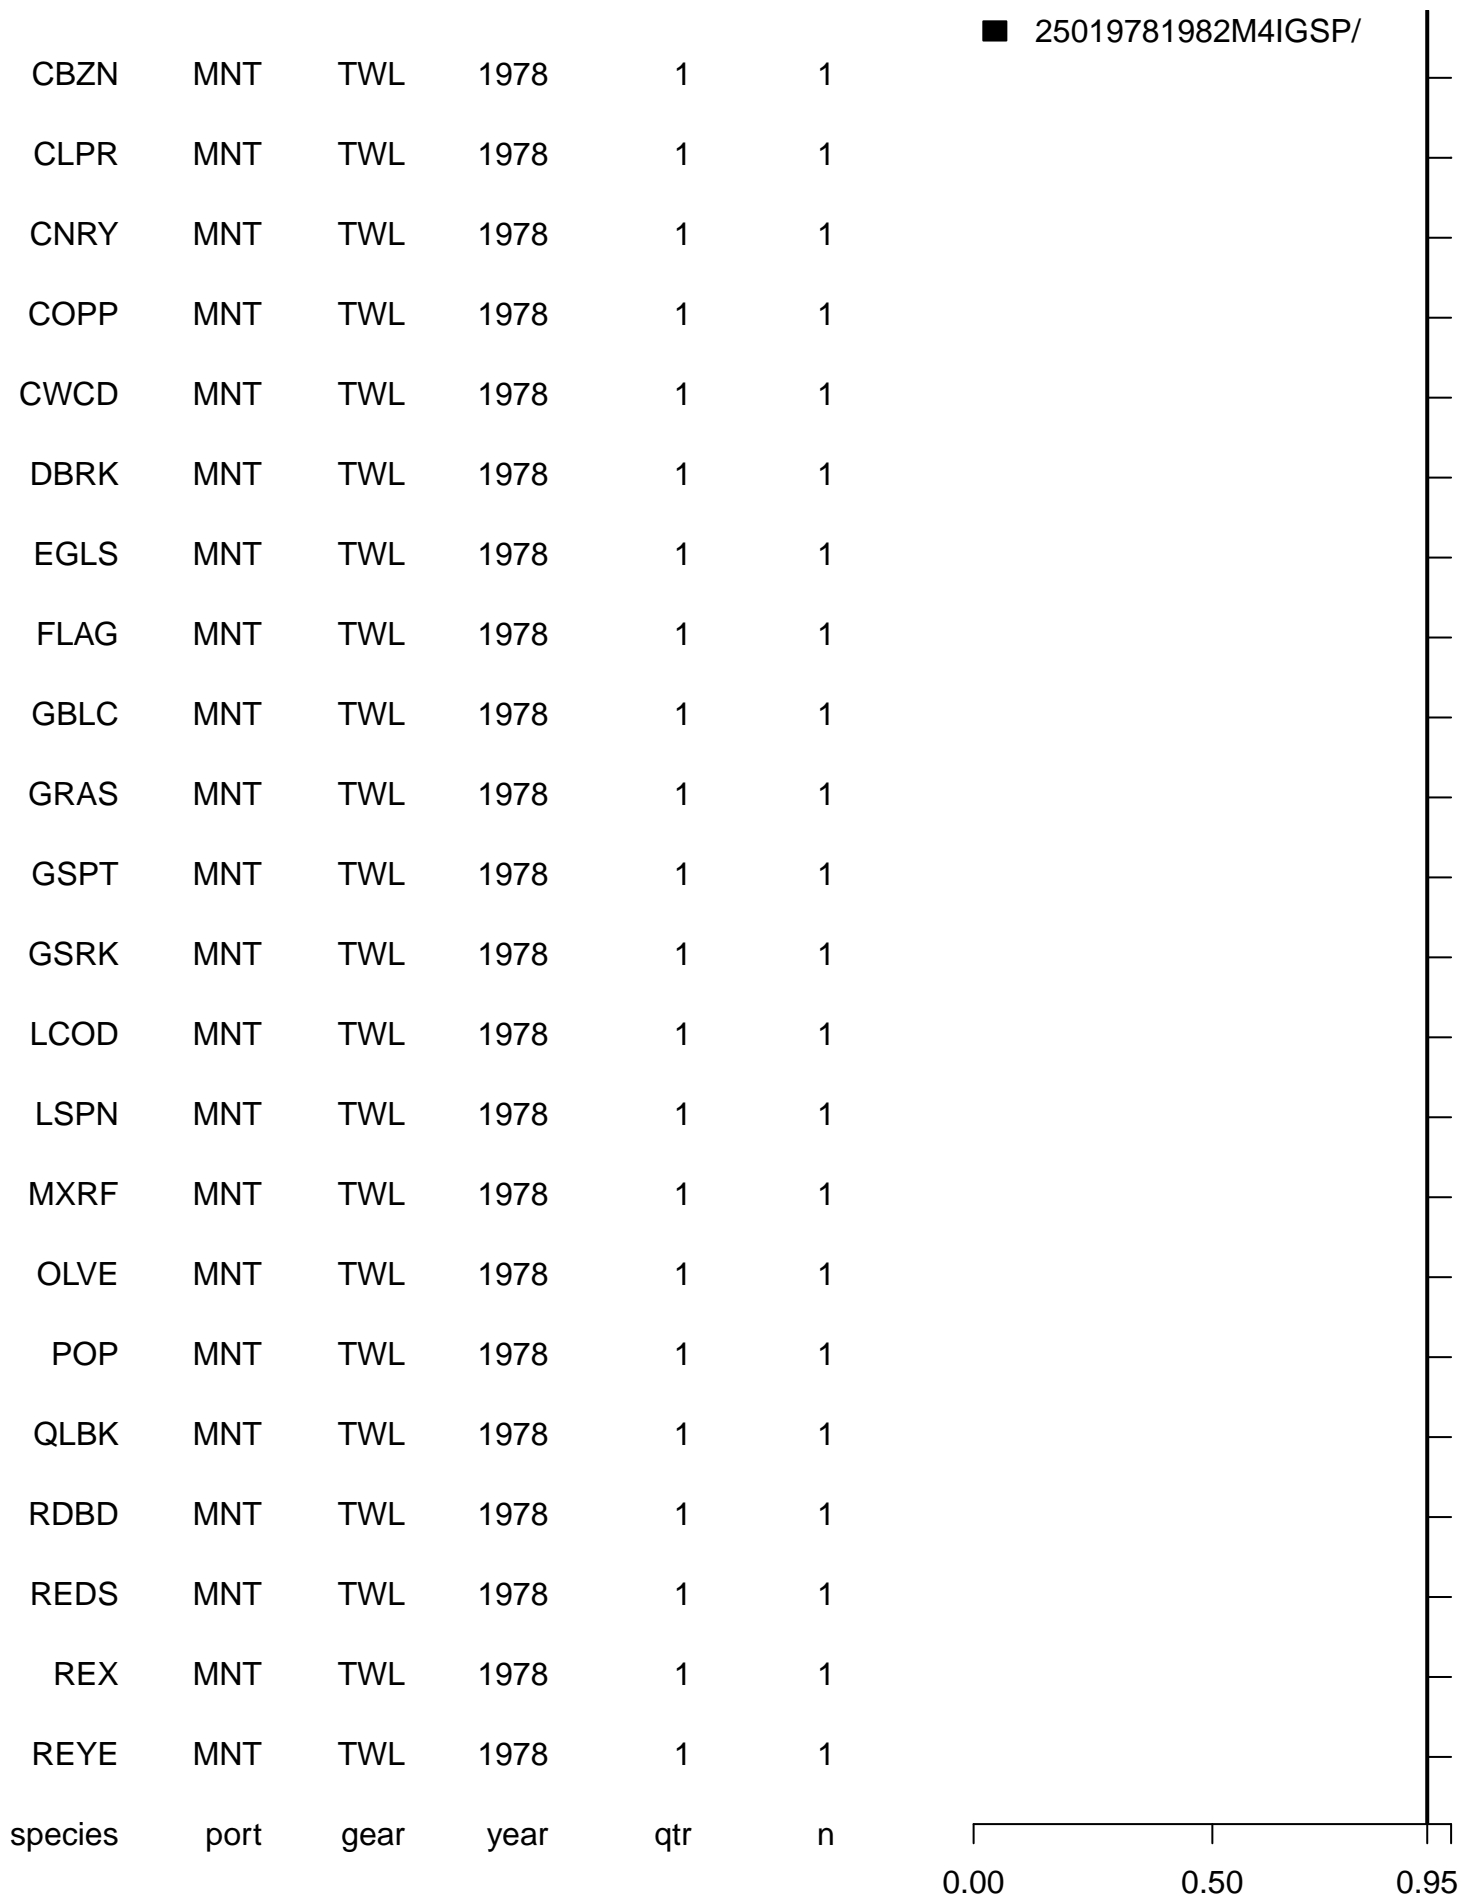 25019781982M4IGSP/
CBZN MNT TWL 1978 1 1
CLPR MNT TWL 1978 1 1
CNRY MNT TWL 1978 1 1
COPP MNT TWL 1978 1 1
CWCD MNT TWL 1978 1 1
DBRK MNT TWL 1978 1 1
EGLS MNT TWL 1978 1 1
FLAG MNT TWL 1978 1 1
GBLC MNT TWL 1978 1 1
GRAS MNT TWL 1978 1 1
GSPT MNT TWL 1978 1 1
GSRK MNT TWL 1978 1 1
LCOD MNT TWL 1978 1 1
LSPN MNT TWL 1978 1 1
MXRF MNT TWL 1978 1 1
OLVE MNT TWL 1978 1 1
POP MNT TWL 1978 1 1
QLBK MNT TWL 1978 1 1
RDBD MNT TWL 1978 1 1
REDS MNT TWL 1978 1 1
REX MNT TWL 1978 1 1
REYE MNT TWL 1978 1 1
species port gear year qtr n
0.00 0.50 0.95